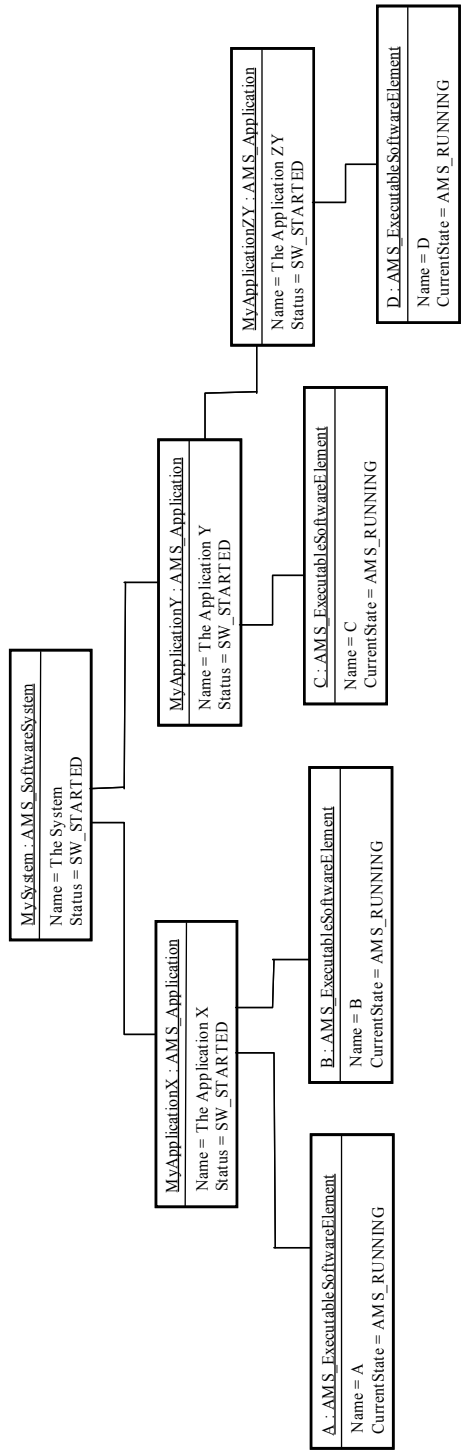 MySystem : AMS_SoftwareSystem
Name = The System
Status = SW_STARTED
MyApplicationX : AMS_Application
Name = The Application X
Status = SW_STARTED
MyApplicationY : AMS_Application
Name = The Application Y
Status = SW_STARTED
MyApplicationZY : AMS_Application
Name = The Application ZY
Status = SW_STARTED
A : AMS_ExecutableSoftwareElement
Name = A
CurrentState = AMS_RUNNING
B : AMS_ExecutableSoftwareElement
Name = B
CurrentState = AMS_RUNNING
C : AMS_ExecutableSoftwareElement
Name = C
CurrentState = AMS_RUNNING
D : AMS_ExecutableSoftwareElement
Name = D
CurrentState = AMS_RUNNING